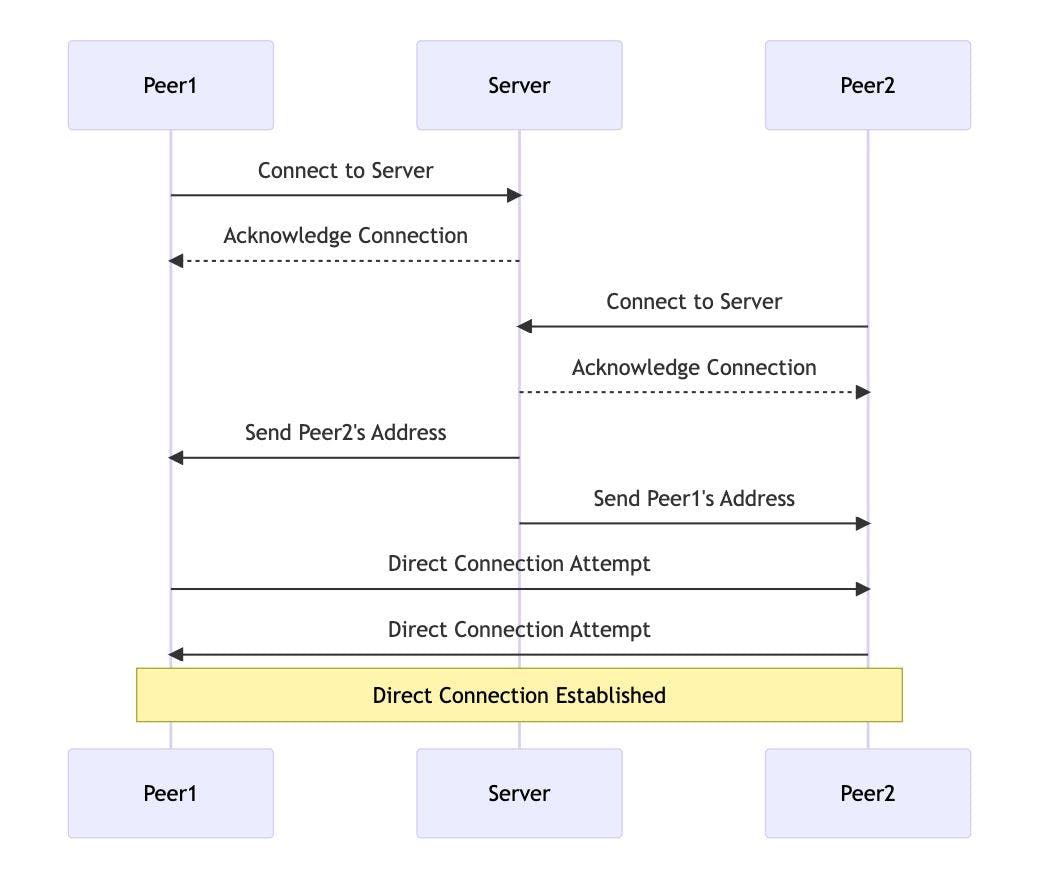 Peer1
Server
Peer2
Connect to Server
Acknowledge Connection
Connect to Server
Acknowledge Connection
Send Peer2's Address
Send Peer1's Address
Direct Connection Attempt
Direct Connection Attempt
Direct Connection Established
Peer1
Server
Peer2